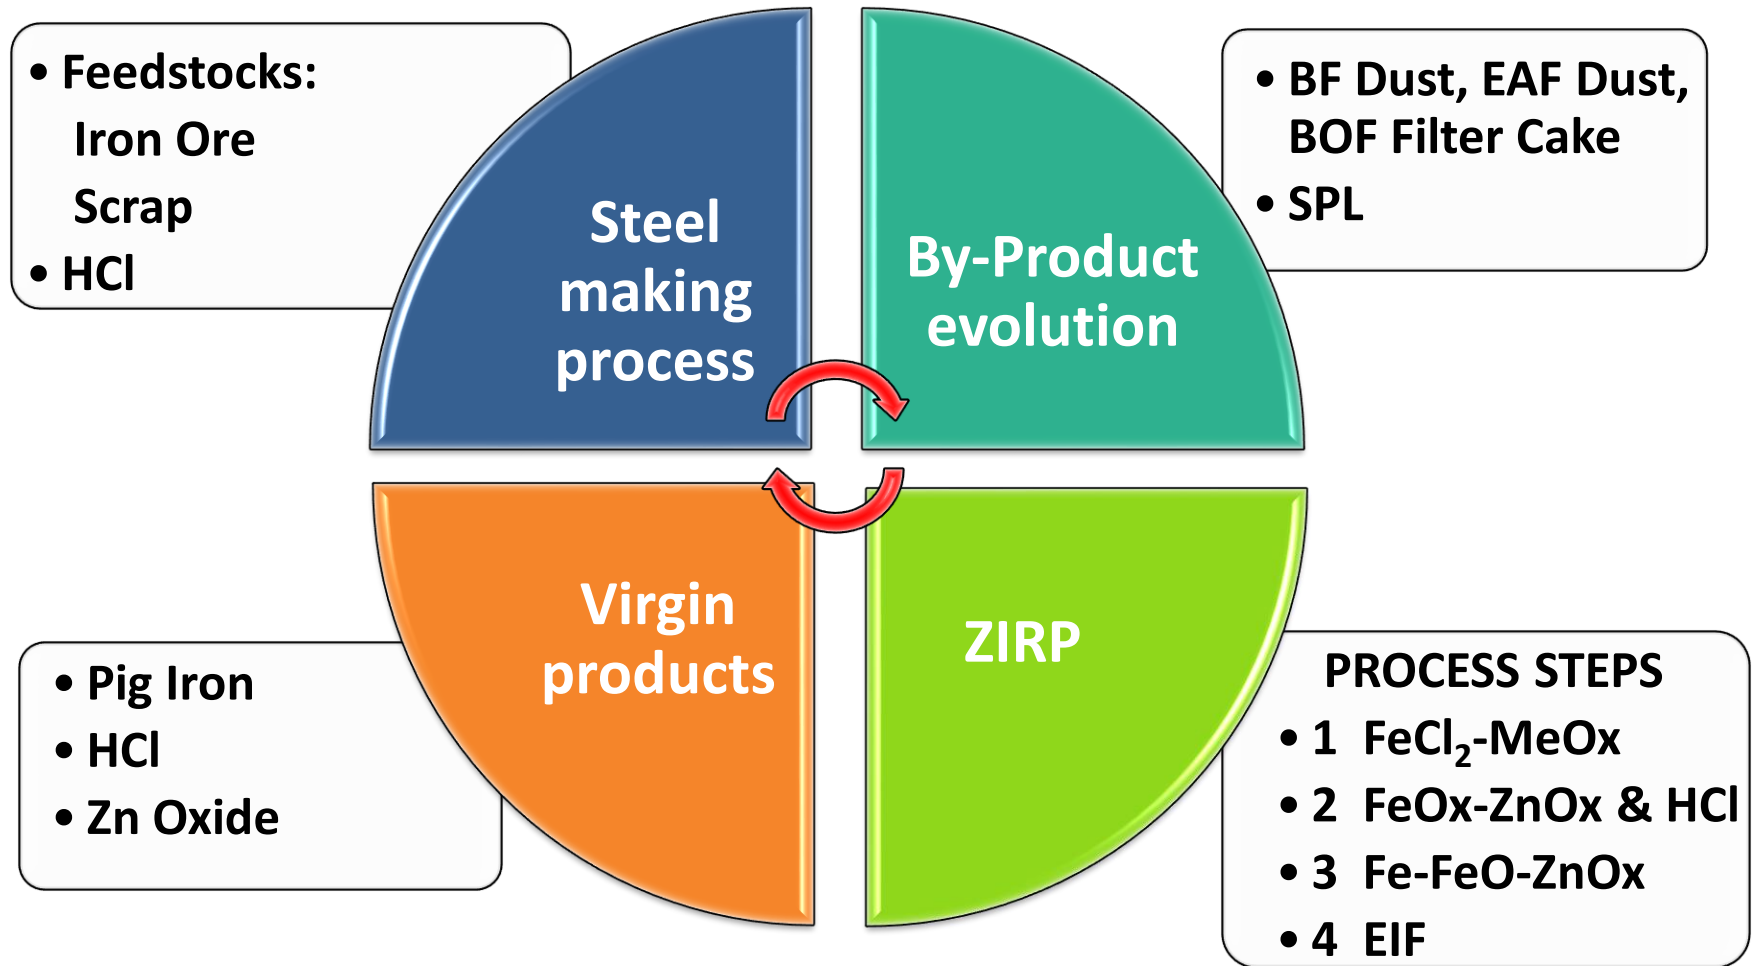 • Feedstocks:
Iron Ore
Scrap
• HCl
Steel
making
process
By-Product
evolution
• BF Dust, EAF Dust,
BOF Filter Cake
• SPL
Virgin
products
• Pig Iron
• HCl
• Zn Oxide
ZIRP
PROCESS STEPS
• 1 FeCl₂-MeOx
• 2 FeOx-ZnOx & HCl
• 3 Fe-FeO-ZnOx
• 4 EIF